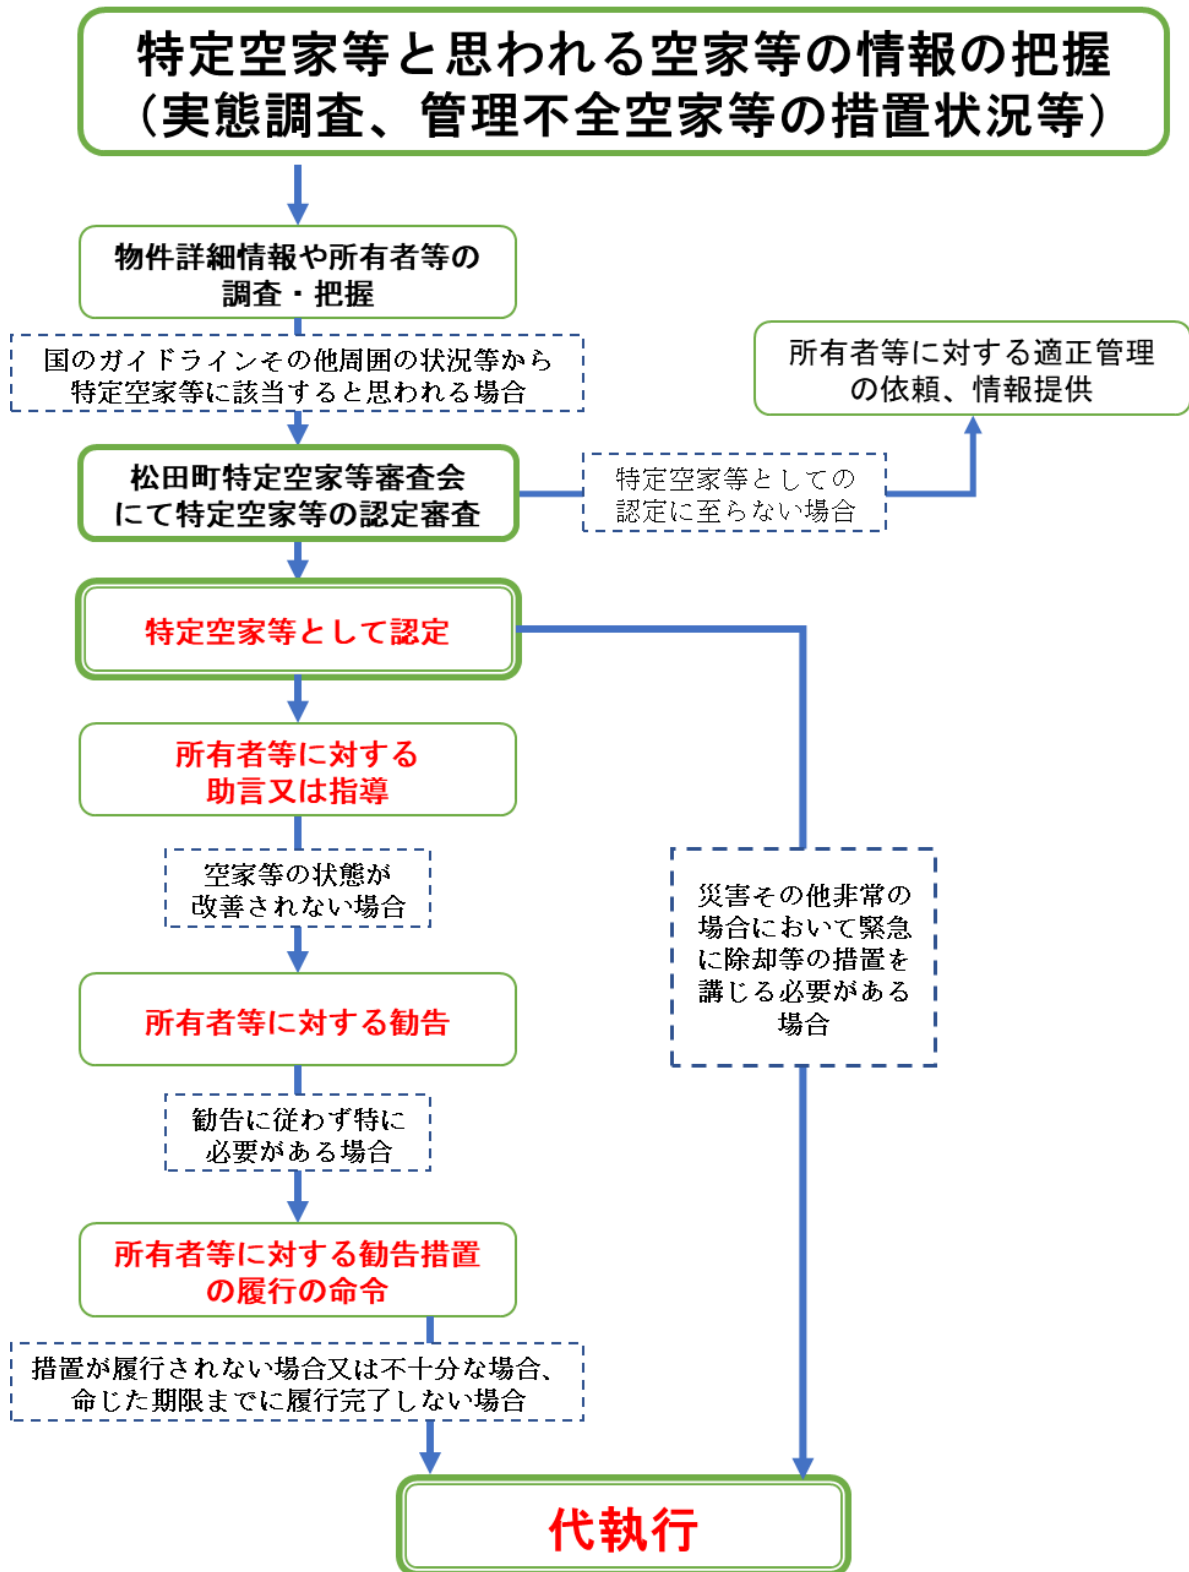 特定空家等と思われる空家等の情報の把握
（実態調査、管理不全空家等の措置状況等）
物件詳細情報や所有者等の
調査・把握
国のガイドラインその他周囲の状況等から
特定空家等に該当すると思われる場合
所有者等に対する適正管理
の依頼、情報提供
松田町特定空家等審査会
にて特定空家等の認定審査
特定空家等としての
認定に至らない場合
特定空家等として認定
所有者等に対する
助言又は指導
空家等の状態が
改善されない場合
災害その他非常の
場合において緊急
に除却等の措置を
講じる必要がある
場合
所有者等に対する勧告
勧告に従わず特に
必要がある場合
所有者等に対する勧告措置
の履行の命令
措置が履行されない場合又は不十分な場合、
命じた期限までに履行完了しない場合
代執行